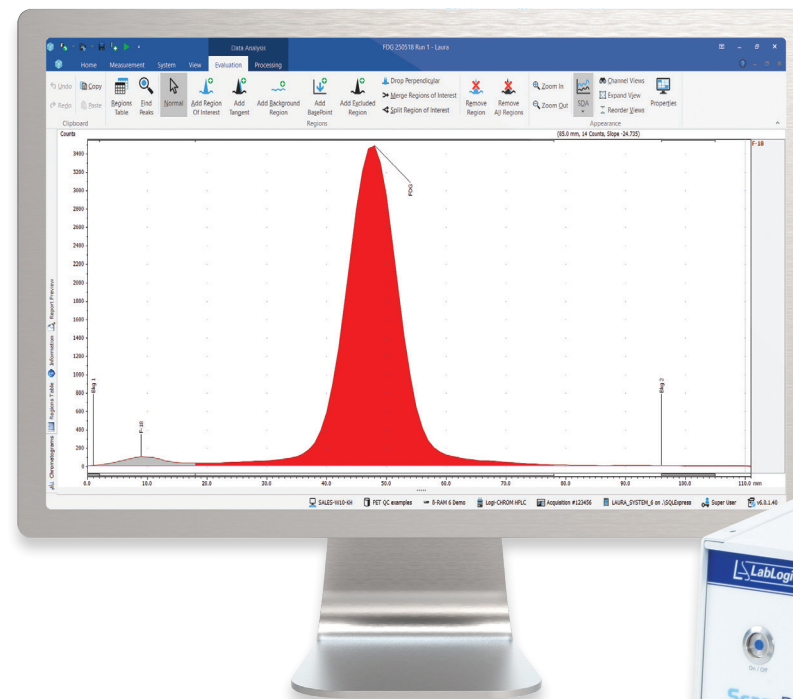 Data Analysis
FDG 250518 Run 1 - Laura
Home Measurement System View Evaluation Processing
Undo Copy
Redo Paste
Regions Table
Find Peaks
Normal
Add Region Of Interest
Add Tangent
Add Background Region
Add BasePoint
Add Excluded Region
Drop Perpendicular
Merge Regions of Interest
Split Region of Interest
Remove Region
Remove All Regions
Zoom In
Zoom Out
SDA
Channel Views
Expand View
Reorder Views
Properties
Clipboard Regions Appearance
Counts
(85.0 mm, 14 Counts, Slope -24.735)
F-18
3400
3200
3000
2800
2600
2400
2200
2000
1800
1600
1400
1200
1000
800
600
400
200
0
FDG
Bkg 1
F-18
Bkg 2
0.0 10.0 20.0 30.0 40.0 50.0 60.0 70.0 80.0 90.0 100.0 110.0 mm
Report Preview
Information
Regions Table
Chromatograms
SALES-W10-KH PET QC examples B-RAM 6 Demo Logi-CHROM HPLC Acquisition #123456 LAURA_SYSTEM_6 on .\SQLExpress Super User v6.0.1.40
LabLogi
On / Off